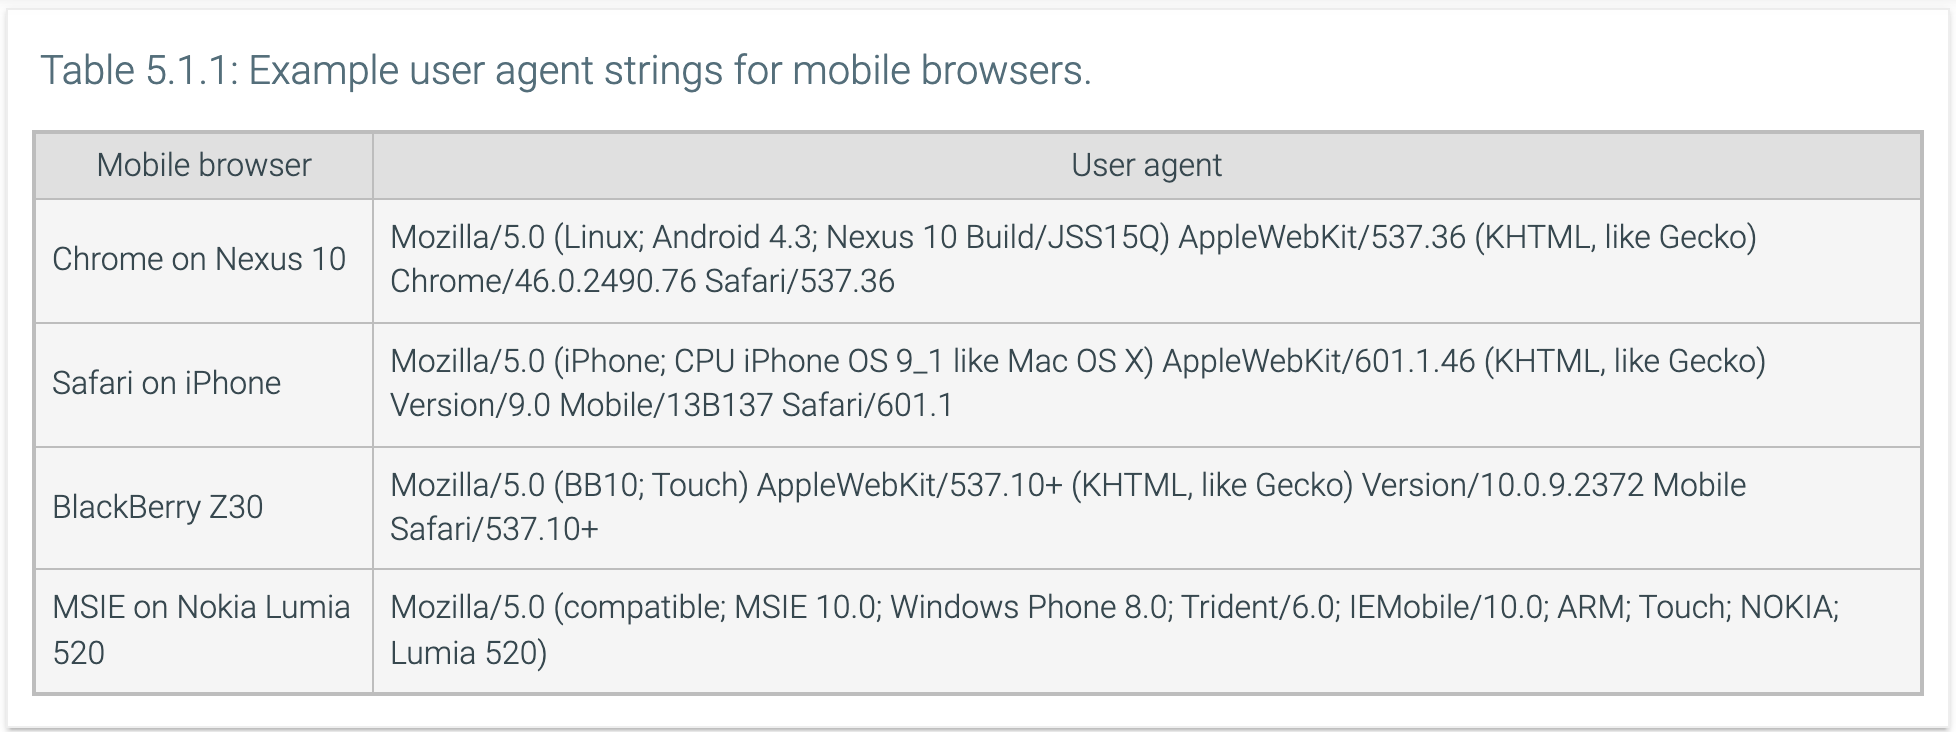 Table 5.1.1: Example user agent strings for mobile browsers.
Mobile browser
User agent
Chrome on Nexus 10
Mozilla/5.0 (Linux; Android 4.3; Nexus 10 Build/JSS15Q) AppleWebKit/537.36 (KHTML, like Gecko)
Chrome/46.0.2490.76 Safari/537.36
Safari on iPhone
Mozilla/5.0 (iPhone; CPU iPhone OS 9_1 like Mac OS X) AppleWebKit/601.1.46 (KHTML, like Gecko)
Version/9.0 Mobile/13B137 Safari/601.1
BlackBerry Z30
Mozilla/5.0 (BB10; Touch) AppleWebKit/537.10+ (KHTML, like Gecko) Version/10.0.9.2372 Mobile
Safari/537.10+
MSIE on Nokia Lumia
520
Mozilla/5.0 (compatible; MSIE 10.0; Windows Phone 8.0; Trident/6.0; IEMobile/10.0; ARM; Touch; NOKIA;
Lumia 520)